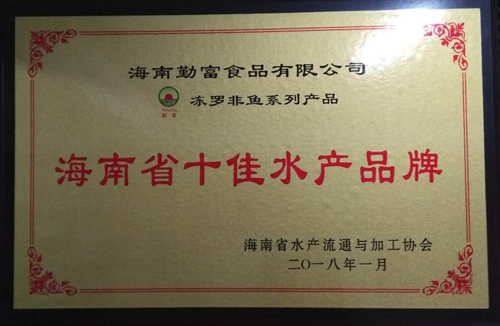 海南勤富食品有限公司
冻罗非鱼系列产品
海南省十佳水产品牌
海南省水产流通与加工协会
二〇一八年一月